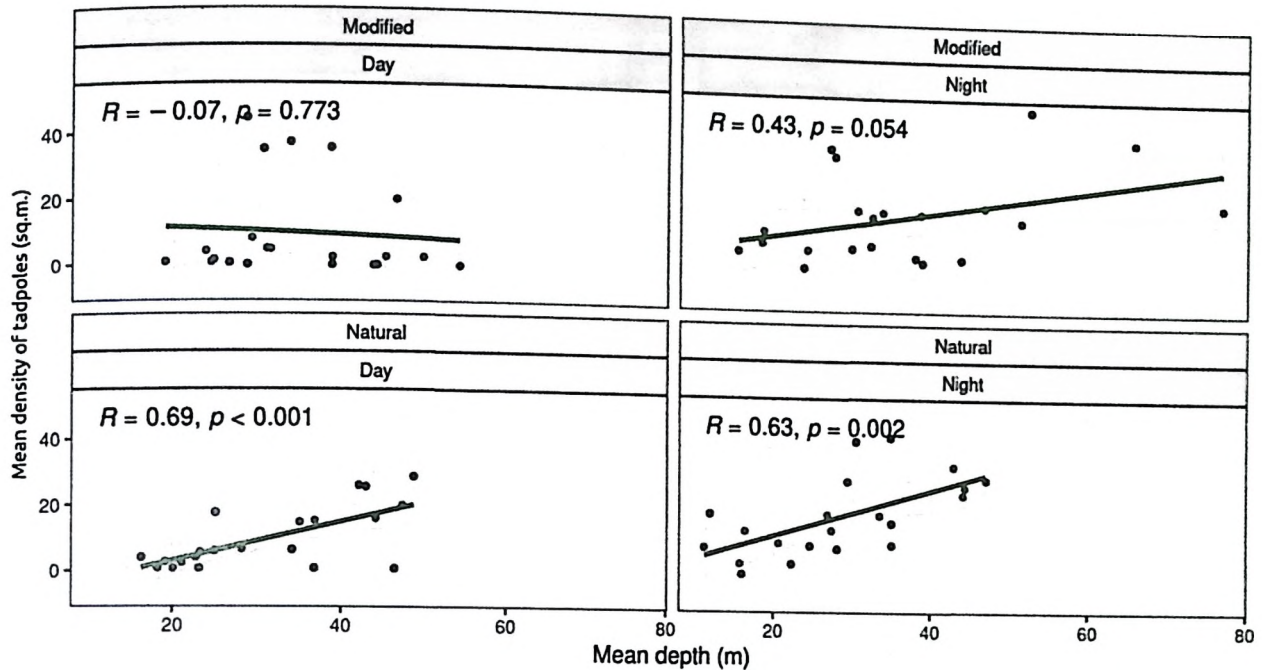 Modified
Day
R = − 0.07, p = 0.773
Modified
Night
R = 0.43, p = 0.054
40
20
0
Natural
Day
R = 0.69, p < 0.001
Natural
Night
R = 0.63, p = 0.002
40
20
0
Mean density of tadpoles (sq.m.)
20
40
60
80
20
40
60
80
Mean depth (m)